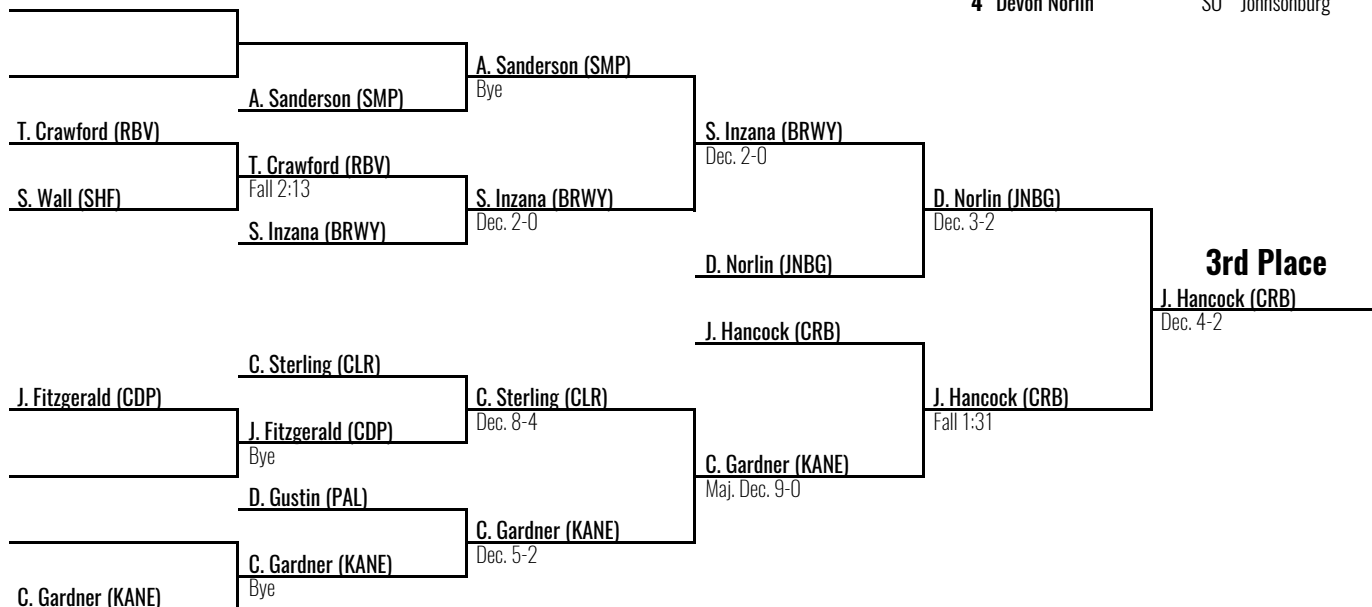 4 Devon Norlin SO Johnsonburg
A. Sanderson (SMP)
Bye
A. Sanderson (SMP)
T. Crawford (RBV)
S. Inzana (BRWY)
Dec. 2-0
T. Crawford (RBV)
Fall 2:13
S. Wall (SHF)
S. Inzana (BRWY)
Dec. 2-0
D. Norlin (JNBG)
Dec. 3-2
S. Inzana (BRWY)
D. Norlin (JNBG)
3rd Place
J. Hancock (CRB)
Dec. 4-2
J. Hancock (CRB)
C. Sterling (CLR)
J. Fitzgerald (CDP)
C. Sterling (CLR)
Dec. 8-4
J. Hancock (CRB)
Fall 1:31
J. Fitzgerald (CDP)
Bye
C. Gardner (KANE)
Maj. Dec. 9-0
D. Gustin (PAL)
C. Gardner (KANE)
Dec. 5-2
C. Gardner (KANE)
Bye
C. Gardner (KANE)